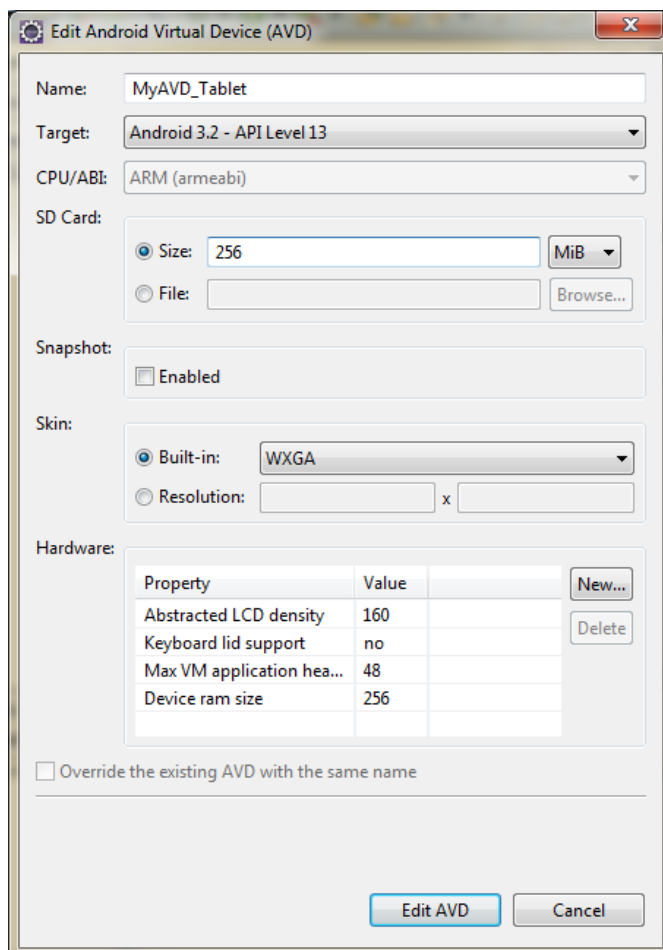 Edit Android Virtual Device (AVD)
Name: MyAVD_Tablet
Target: Android 3.2 - API Level 13
CPU/ABI: ARM (armeabi)
SD Card:
Size: 256 MiB
File: Browse...
Snapshot:
Enabled
Skin:
Built-in: WXGA
Resolution: x
Hardware:
Property Value New...
Abstracted LCD density 160
Keyboard lid support no Delete
Max VM application hea... 48
Device ram size 256
Override the existing AVD with the same name
Edit AVD Cancel